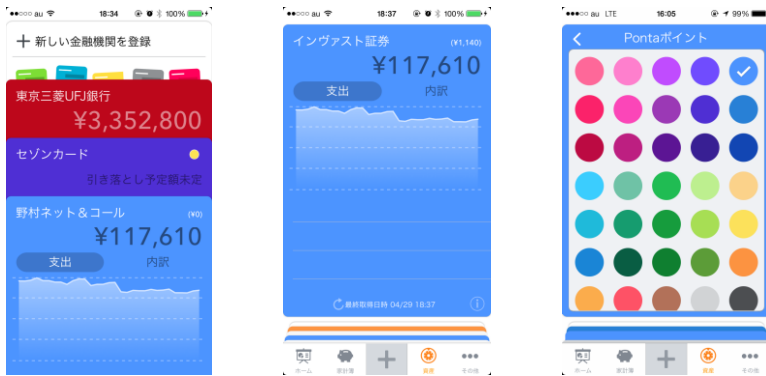 au 18:34 100%
新しい金融機関を登録
東京三菱UFJ銀行
¥3,352,800
セゾンカード
引き落とし予定額未定
野村ネット＆コール (¥0)
¥117,610
支出 内訳
au 18:37 100%
インヴァスト証券 (¥1,140)
¥117,610
支出 内訳
最終取得日時 04/29 18:37
ホーム 家計簿 資産 その他
au LTE 16:05 99%
Pontaポイント
ホーム 家計簿 資産 その他